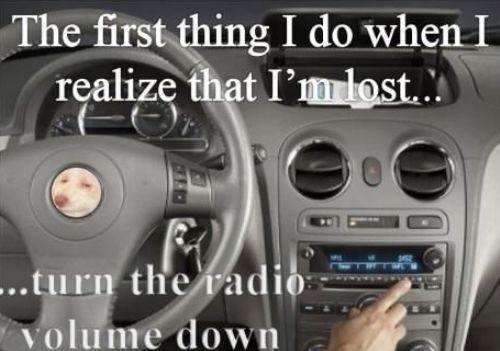 The first thing I do when I
realize that I'm lost...
...turn the radio
volume down